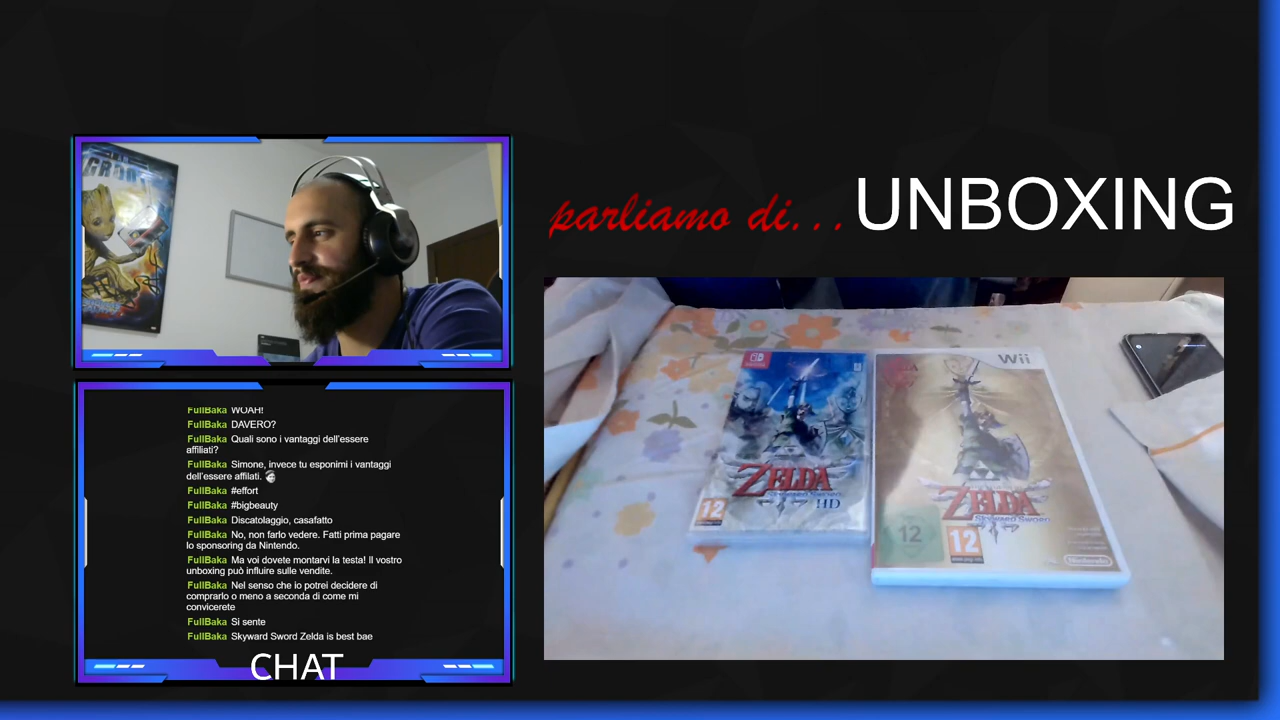 GROOT
parliamo di... UNBOXING
FullBaka WOAH!
FullBaka DAVERO?
FullBaka Quali sono i vantaggi dell'essere
affiliati?
FullBaka Simone, invece tu esponimi i vantaggi
dell'essere affilati.
FullBaka #effort
FullBaka #bigbeauty
FullBaka Discatolaggio, casafatto
FullBaka No, non farlo vedere. Fatti prima pagare
lo sponsoring da Nintendo.
FullBaka Ma voi dovete montarvi la testa! Il vostro
unboxing può influire sulle vendite.
FullBaka Nel senso che io potrei decidere di
comprarlo o meno a seconda di come mi
convicerete
FullBaka Si sente
FullBaka Skyward Sword Zelda is best bae
CHAT
ZELDA
HD
12
Wii
ZELDA
Skyward Sword
12
12
Nintendo